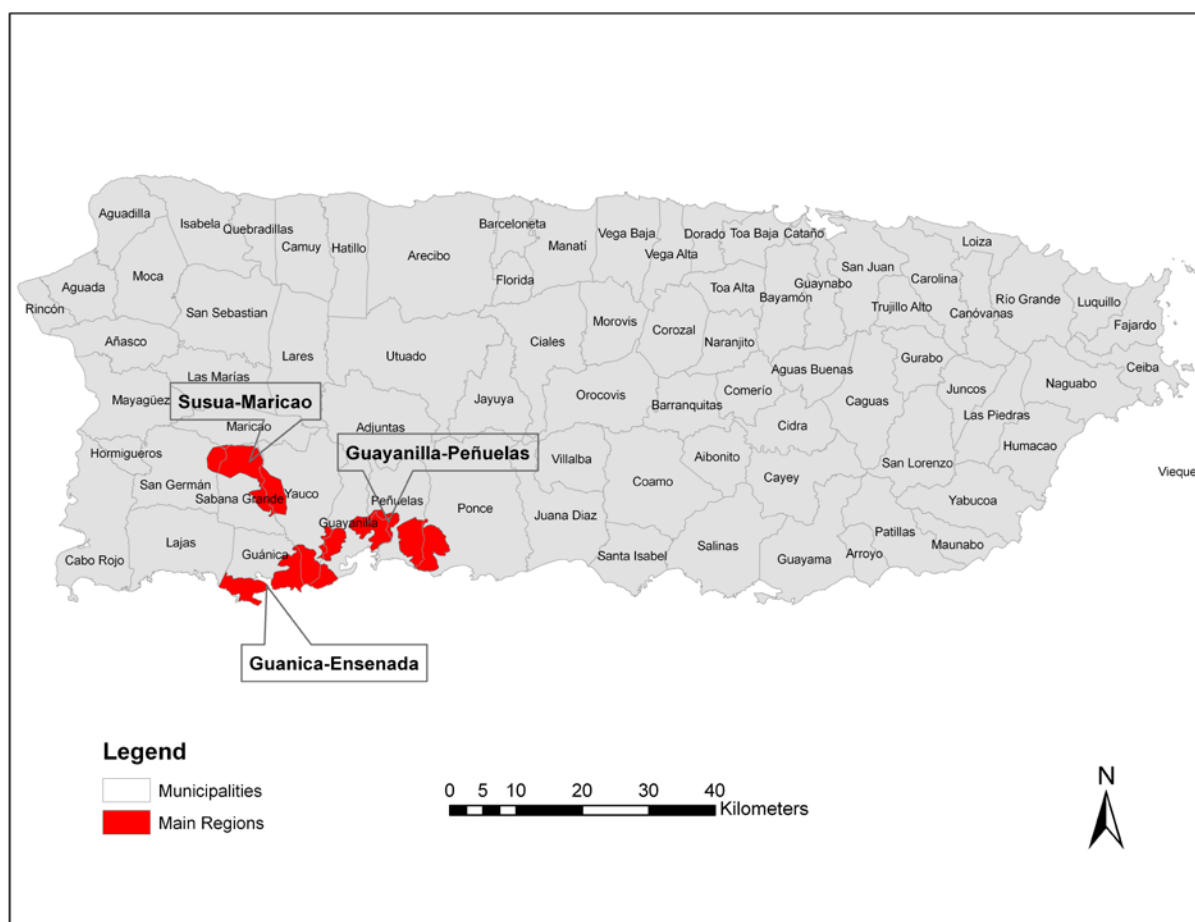 Aguadilla
Isabela
Quebradillas
Camuy
Hatillo
Arecibo
Barceloneta
Manatí
Vega Baja
Dorado
Toa Baja
Cataño
Loiza
Moca
Florida
Vega Alta
San Juan
Carolina
Aguada
Toa Alta
Guaynabo
Bayamón
Rincón
San Sebastian
Morovis
Corozal
Trujillo Alto
Canóvanas
Río Grande
Luquillo
Fajardo
Añasco
Lares
Utuado
Ciales
Naranjito
Gurabo
Las Marías
Aguas Buenas
Ceiba
Mayagüez
Susua-Maricao
Jayuya
Orocovis
Barranquitas
Comerío
Caguas
Juncos
Naguabo
Maricao
Adjuntas
Cidra
Las Piedras
Hormigueros
Guayanilla-Peñuelas
Villalba
Aibonito
Humacao
San Germán
Sabana Grande
Yauco
Peñuelas
Ponce
Coamo
Cayey
San Lorenzo
Vieque
Guayanilla
Juana Diaz
Yabucoa
Lajas
Guánica
Patillas
Cabo Rojo
Santa Isabel
Salinas
Guayama
Arroyo
Maunabo
Guanica-Ensenada
Legend
Municipalities
Main Regions
0 5 10 20 30 40
Kilometers
N